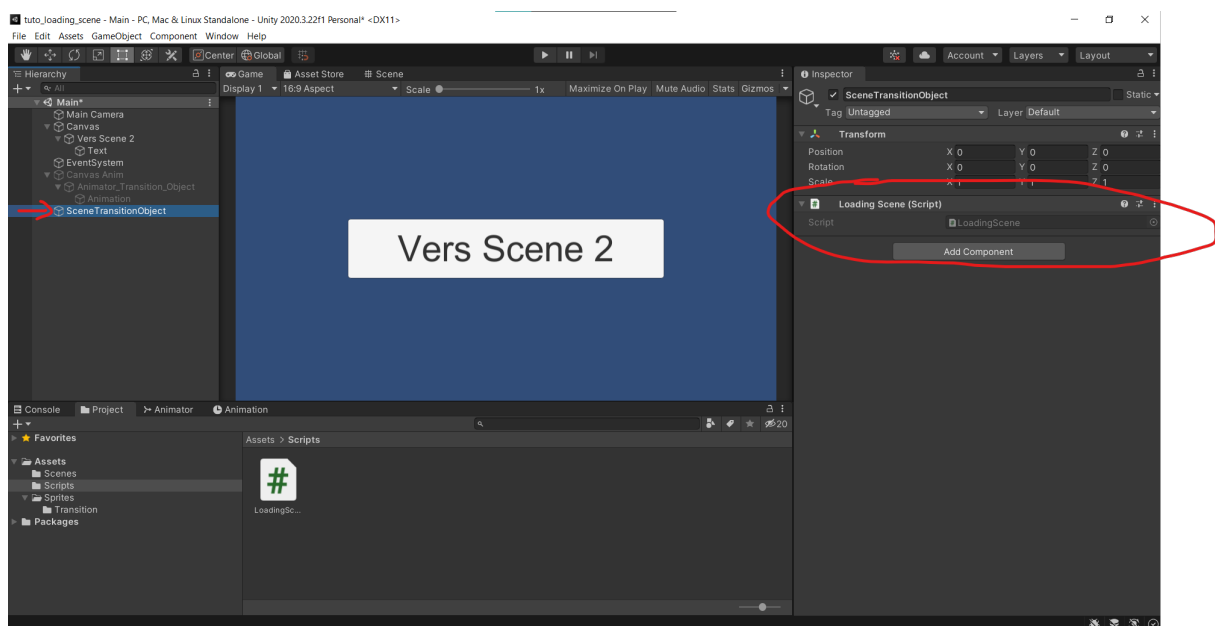 tuto_loading_scene - Main - PC, Mac & Linux Standalone - Unity 2020.3.22f1 Personal* <DX11>
File Edit Assets GameObject Component Window Help
Center Global Account Layers Layout
Hierarchy
All
Main*
Main Camera
Canvas
Vers Scene 2
Text
EventSystem
Canvas Anim
Animator_Transition_Object
Animation
SceneTransitionObject
Game Asset Store Scene
Display 1 16:9 Aspect Scale 1x Maximize On Play Mute Audio Stats Gizmos
Vers Scene 2
Inspector
SceneTransitionObject Static
Tag Untagged Layer Default
Transform
Position X 0 Y 0 Z 0
Rotation X 0 Y 0 Z 0
Scale X 1 Y 1 Z 1
# Loading Scene (Script)
Script LoadingScene
Add Component
Console Project Animator Animation
20
Favorites
Assets
Scenes
Scripts
Sprites
Transition
Packages
Assets > Scripts
#
LoadingSc...